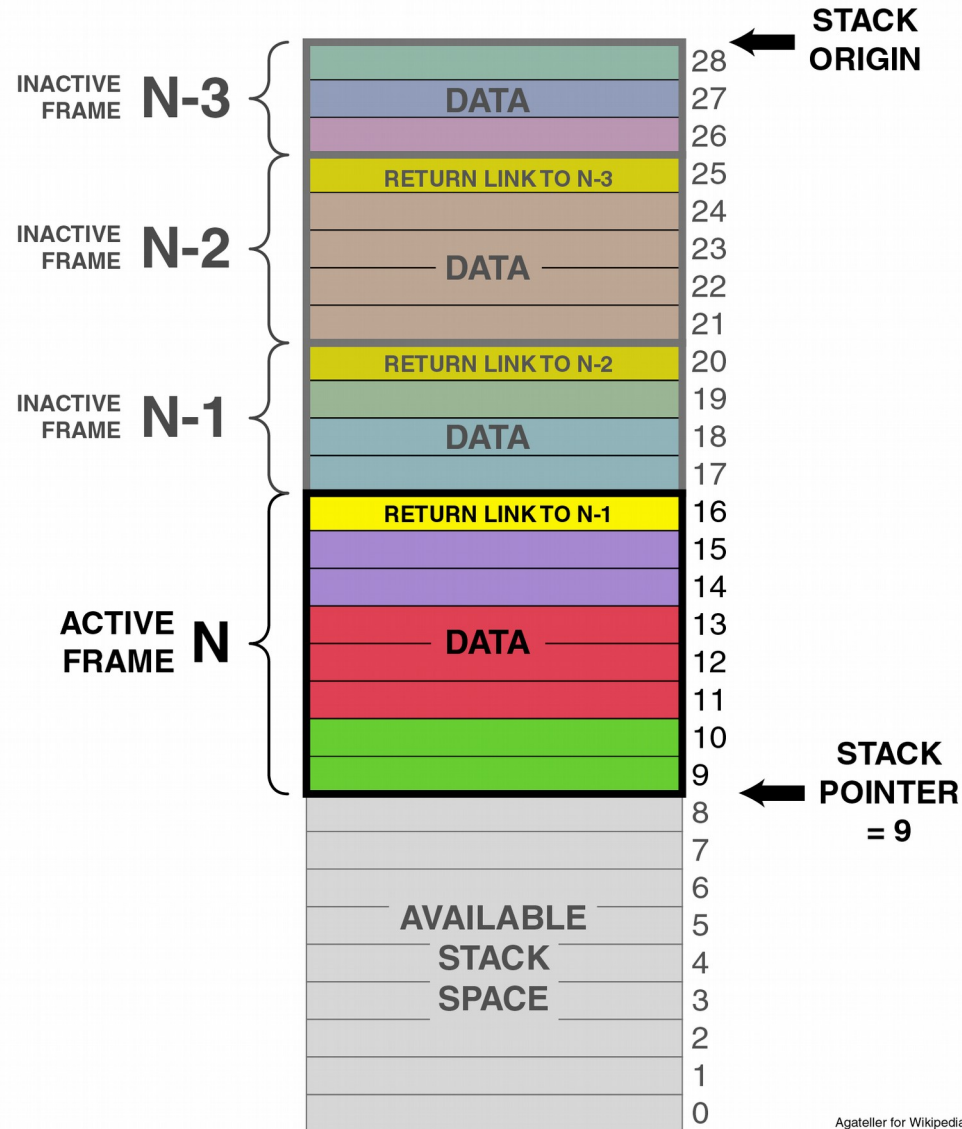 STACK
ORIGIN
28
INACTIVE
FRAME
N-3
DATA
27
26
RETURN LINK TO N-3
25
24
INACTIVE
FRAME
N-2
23
DATA
22
21
RETURN LINK TO N-2
20
19
INACTIVE
FRAME
N-1
DATA
18
17
RETURN LINK TO N-1
16
15
14
ACTIVE
FRAME
N
13
DATA
12
11
10
9
STACK
POINTER
= 9
8
7
6
AVAILABLE
STACK
SPACE
5
4
3
2
1
0
Agateller for Wikipedia